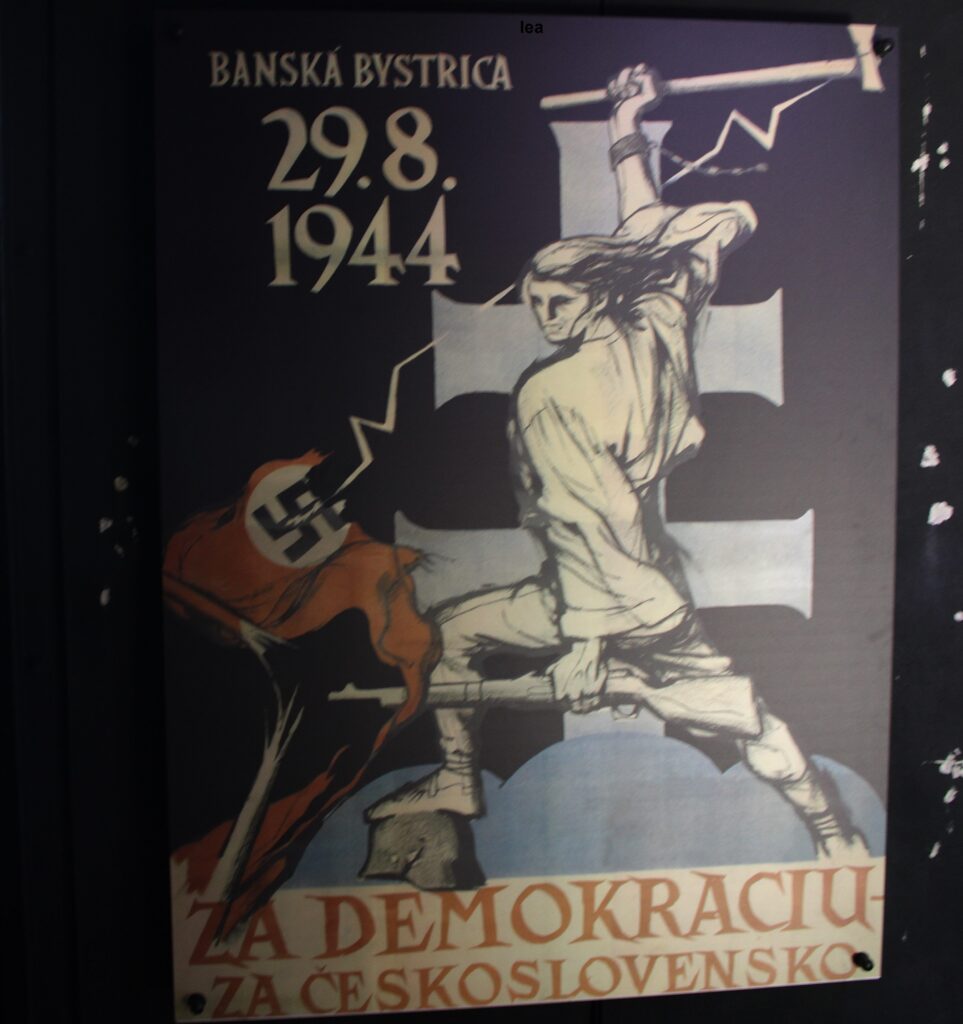 lea
BANSKÁ BYSTRICA
29.8.
1944
ZA DEMOKRACIU-
ZA ČESKOSLOVENSKO